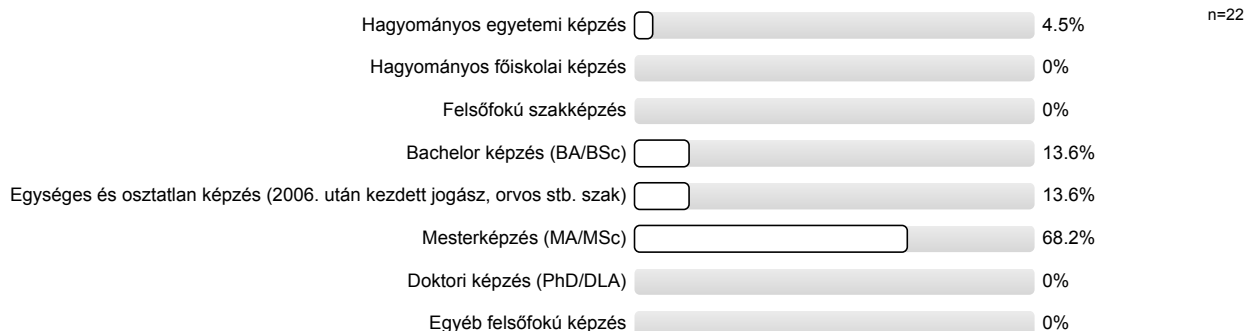 Hagyományos egyetemi képzés 4.5% n=22
Hagyományos főiskolai képzés 0%
Felsőfokú szakképzés 0%
Bachelor képzés (BA/BSc) 13.6%
Egységes és osztatlan képzés (2006. után kezdett jogász, orvos stb. szak) 13.6%
Mesterképzés (MA/MSc) 68.2%
Doktori képzés (PhD/DLA) 0%
Egyéb felsőfokú képzés 0%